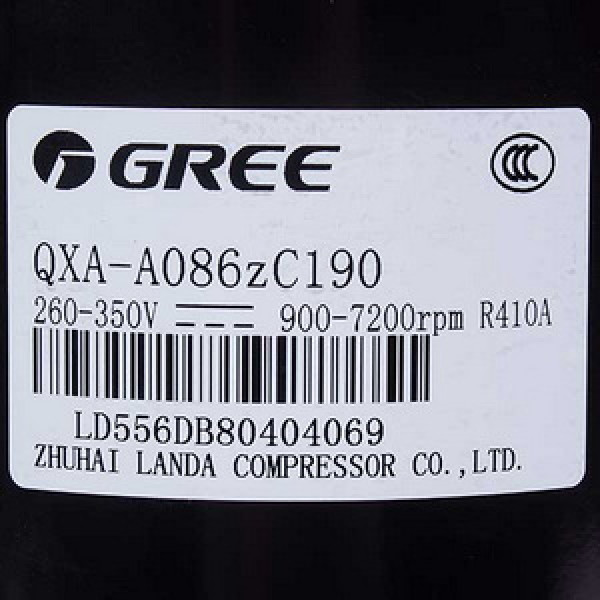 GREE
QXA-A086zC190
260-350V 900-7200rpm R410A
LD556DB80404069
ZHUHAI LANDA COMPRESSOR CO.,LTD.